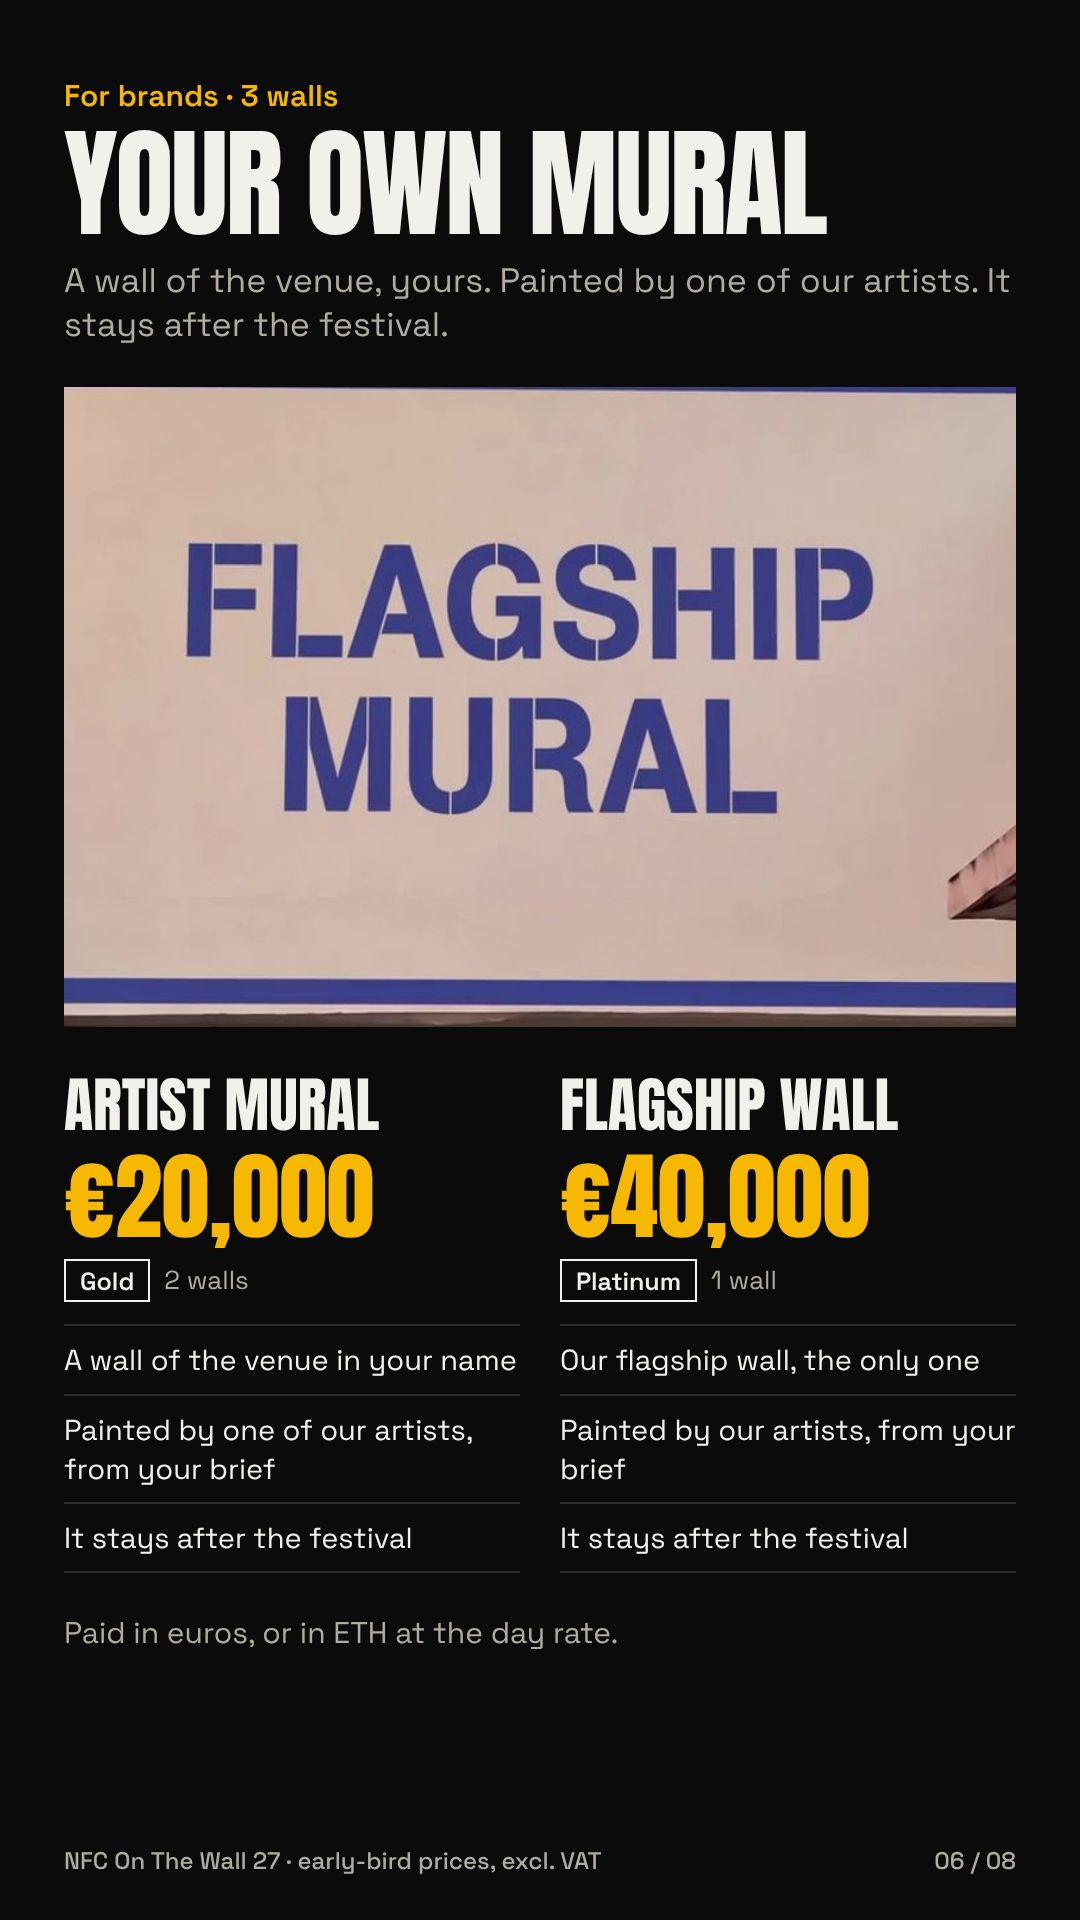 For brands · 3 walls
YOUR OWN MURAL
A wall of the venue, yours. Painted by one of our artists. It
stays after the festival.
FLAGSHIP
MURAL
ARTIST MURAL
€20,000
Gold 2 walls
A wall of the venue in your name
Painted by one of our artists,
from your brief
It stays after the festival
FLAGSHIP WALL
€40,000
Platinum 1 wall
Our flagship wall, the only one
Painted by our artists, from your
brief
It stays after the festival
Paid in euros, or in ETH at the day rate.
NFC On The Wall 27 · early-bird prices, excl. VAT
06 / 08